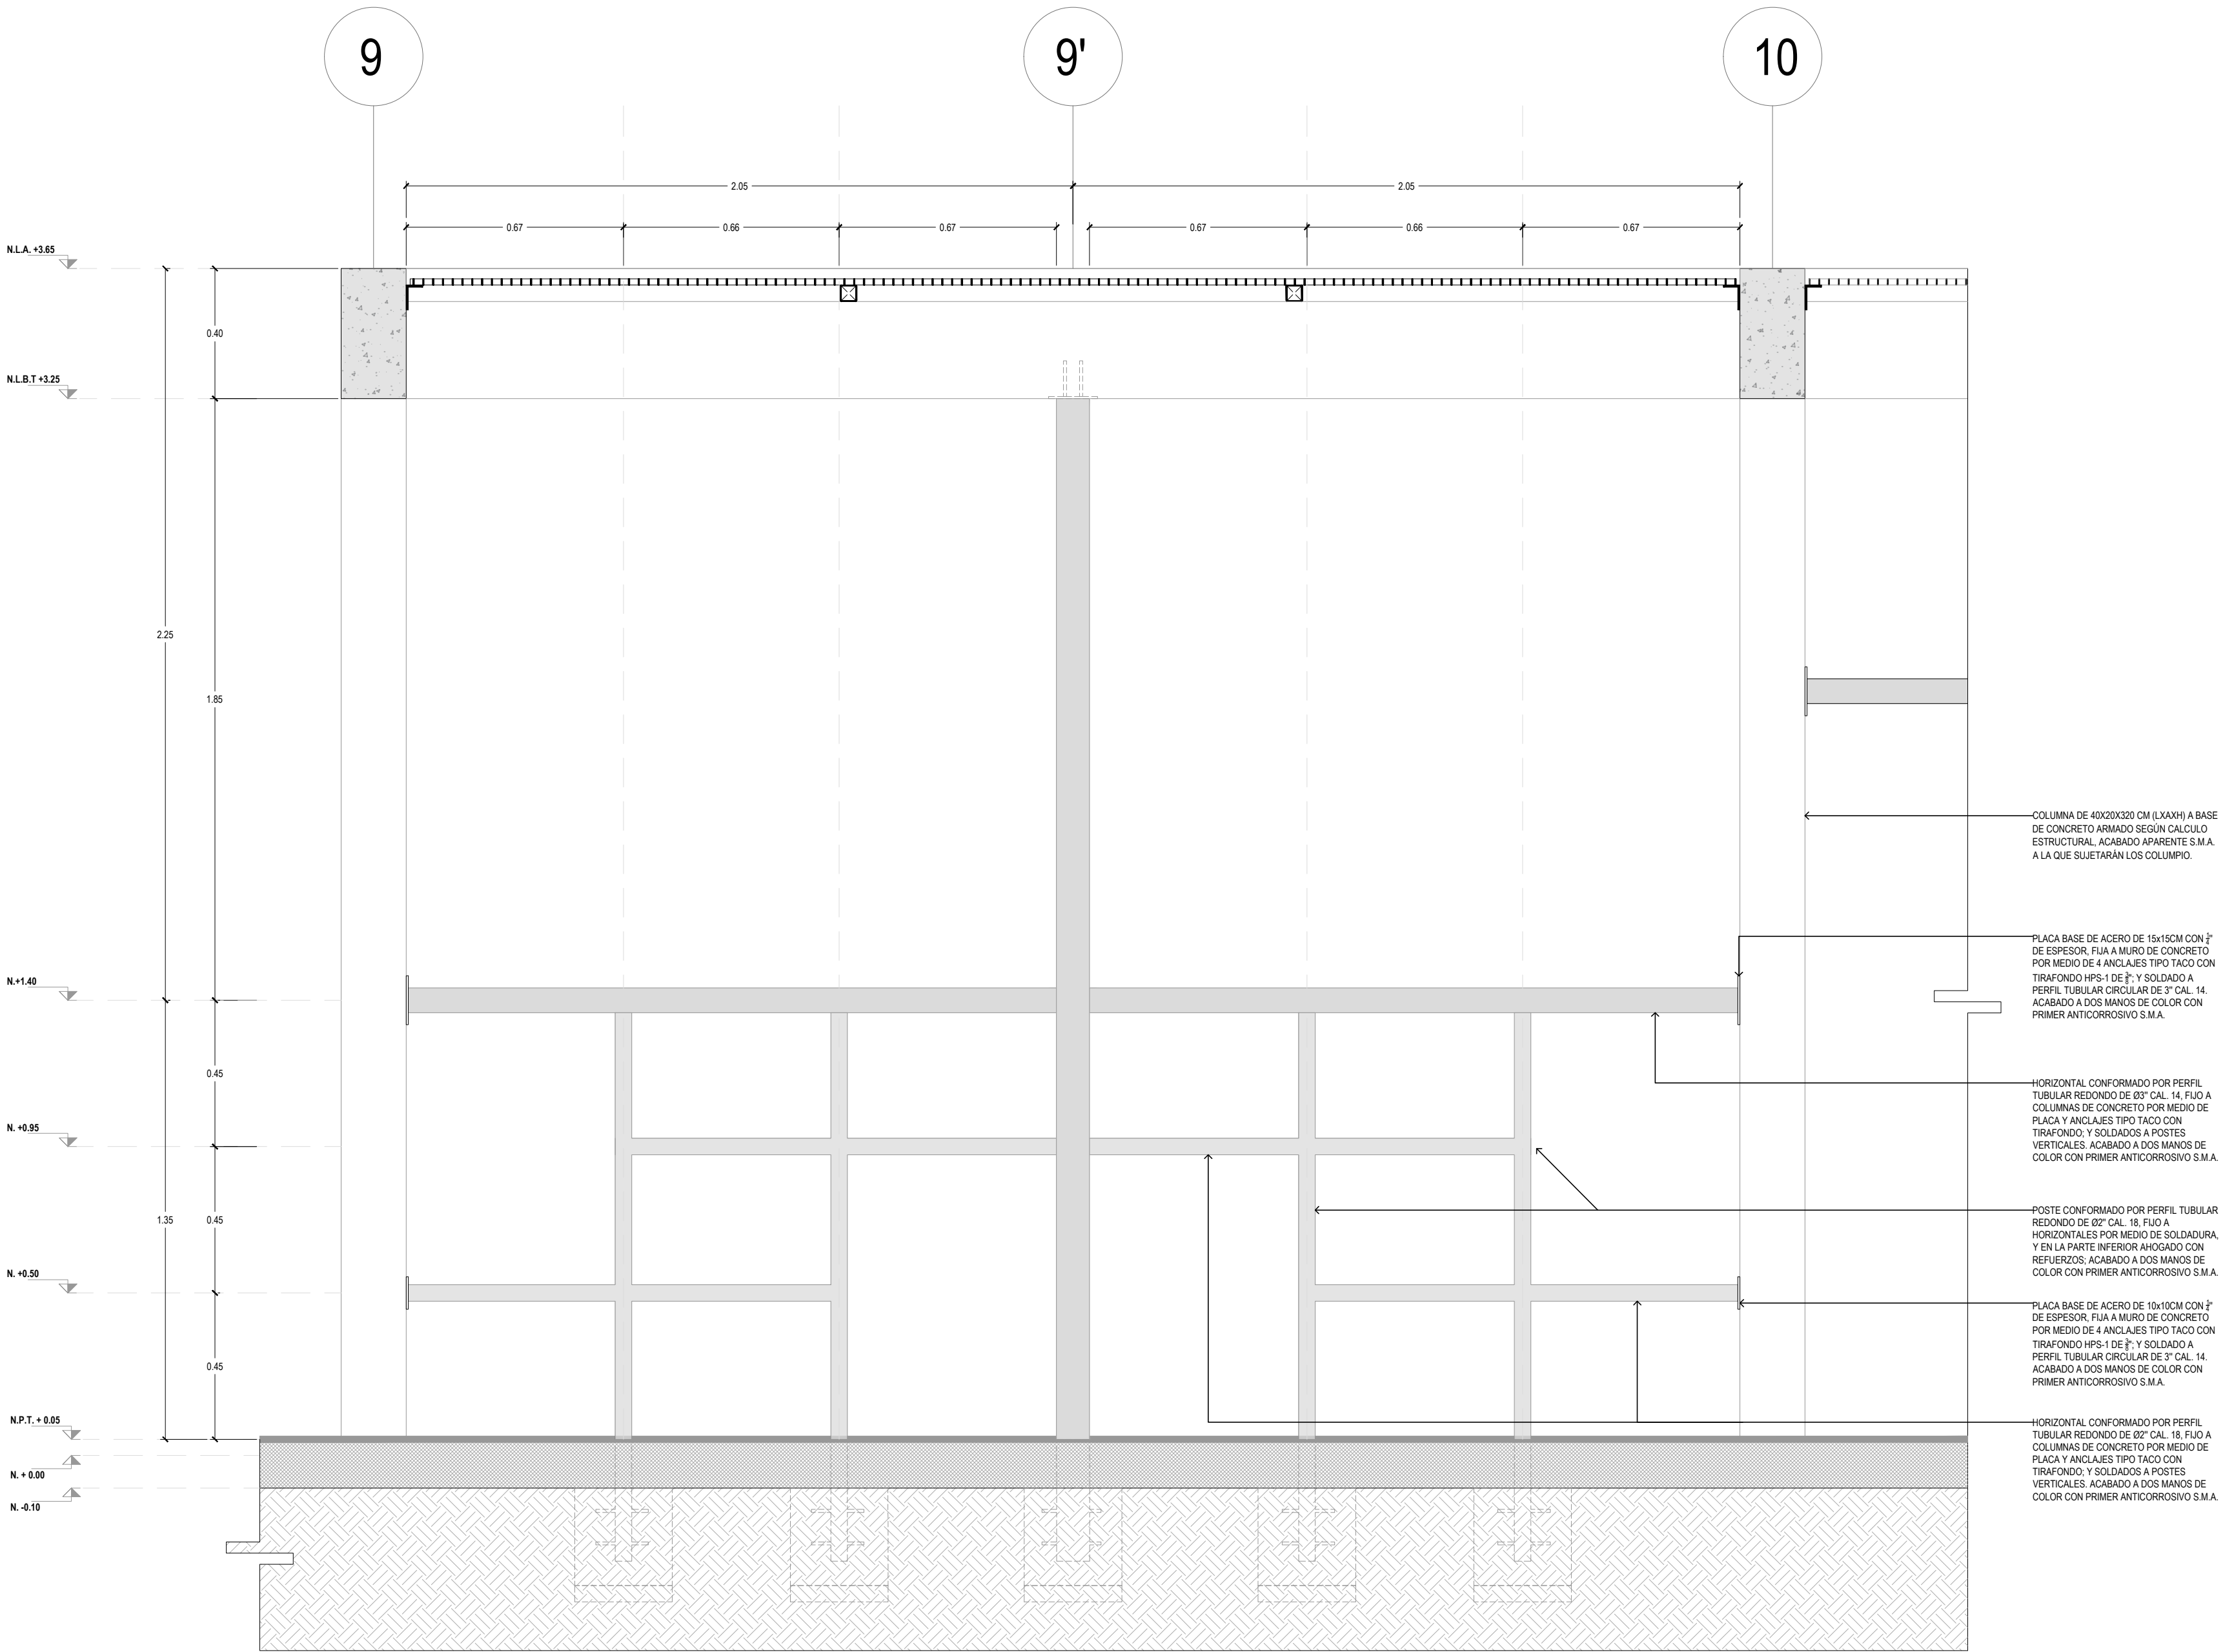 9
9'
10
2.05
2.05
0.67
0.66
0.67
0.67
0.66
0.67
N.L.A. +3.65
0.40
N.L.B.T +3.25
2.25
1.85
N.+1.40
0.45
N. +0.95
1.35
0.45
N. +0.50
0.45
N.P.T. + 0.05
N. + 0.00
N. -0.10
COLUMNA DE 40X20X320 CM (LXAXH) A BASE
DE CONCRETO ARMADO SEGÚN CALCULO
ESTRUCTURAL, ACABADO APARENTE S.M.A.
A LA QUE SUJETARÁN LOS COLUMPIO.
PLACA BASE DE ACERO DE 15x15CM CON 1/4"
DE ESPESOR, FIJA A MURO DE CONCRETO
POR MEDIO DE 4 ANCLAJES TIPO TACO CON
TIRAFONDO HPS-1 DE 3/8"; Y SOLDADO A
PERFIL TUBULAR CIRCULAR DE 3" CAL. 14.
ACABADO A DOS MANOS DE COLOR CON
PRIMER ANTICORROSIVO S.M.A.
HORIZONTAL CONFORMADO POR PERFIL
TUBULAR REDONDO DE Ø3" CAL. 14, FIJO A
COLUMNAS DE CONCRETO POR MEDIO DE
PLACA Y ANCLAJES TIPO TACO CON
TIRAFONDO; Y SOLDADOS A POSTES
VERTICALES. ACABADO A DOS MANOS DE
COLOR CON PRIMER ANTICORROSIVO S.M.A.
POSTE CONFORMADO POR PERFIL TUBULAR
REDONDO DE Ø2" CAL. 18, FIJO A
HORIZONTALES POR MEDIO DE SOLDADURA,
Y EN LA PARTE INFERIOR AHOGADO CON
REFUERZOS; ACABADO A DOS MANOS DE
COLOR CON PRIMER ANTICORROSIVO S.M.A.
PLACA BASE DE ACERO DE 10x10CM CON 1/4"
DE ESPESOR, FIJA A MURO DE CONCRETO
POR MEDIO DE 4 ANCLAJES TIPO TACO CON
TIRAFONDO HPS-1 DE 3/8"; Y SOLDADO A
PERFIL TUBULAR CIRCULAR DE 3" CAL. 14.
ACABADO A DOS MANOS DE COLOR CON
PRIMER ANTICORROSIVO S.M.A.
HORIZONTAL CONFORMADO POR PERFIL
TUBULAR REDONDO DE Ø2" CAL. 18, FIJO A
COLUMNAS DE CONCRETO POR MEDIO DE
PLACA Y ANCLAJES TIPO TACO CON
TIRAFONDO; Y SOLDADOS A POSTES
VERTICALES. ACABADO A DOS MANOS DE
COLOR CON PRIMER ANTICORROSIVO S.M.A.